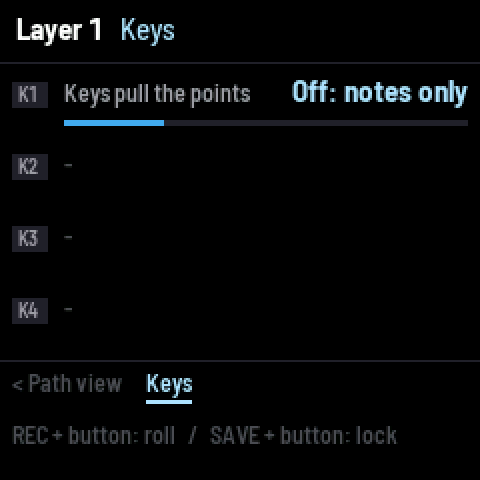 Layer 1 Keys
K1 Keys pull the points Off: notes only
K2 -
K3 -
K4 -
< Path view Keys
REC + button: roll / SAVE + button: lock